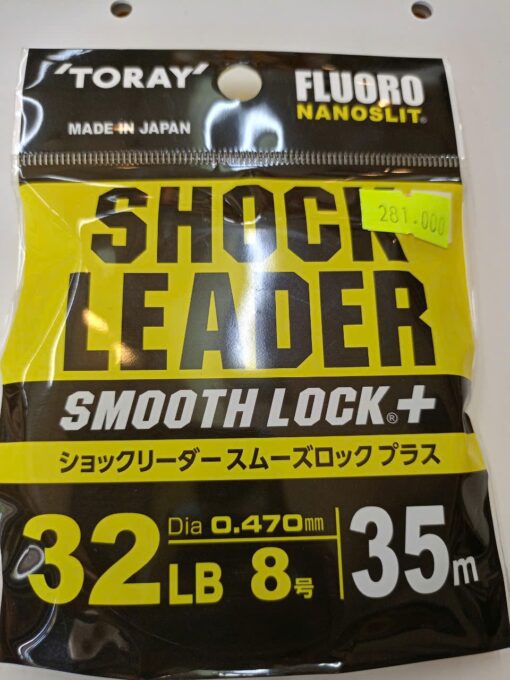 'TORAY'
FLUORO
NANOSLIT®
MADE IN JAPAN
SHOCK
281.000
LEADER
SMOOTH LOCK®+
ショックリーダー スムーズロック プラス
32LB
Dia 0.470mm
8号
35m